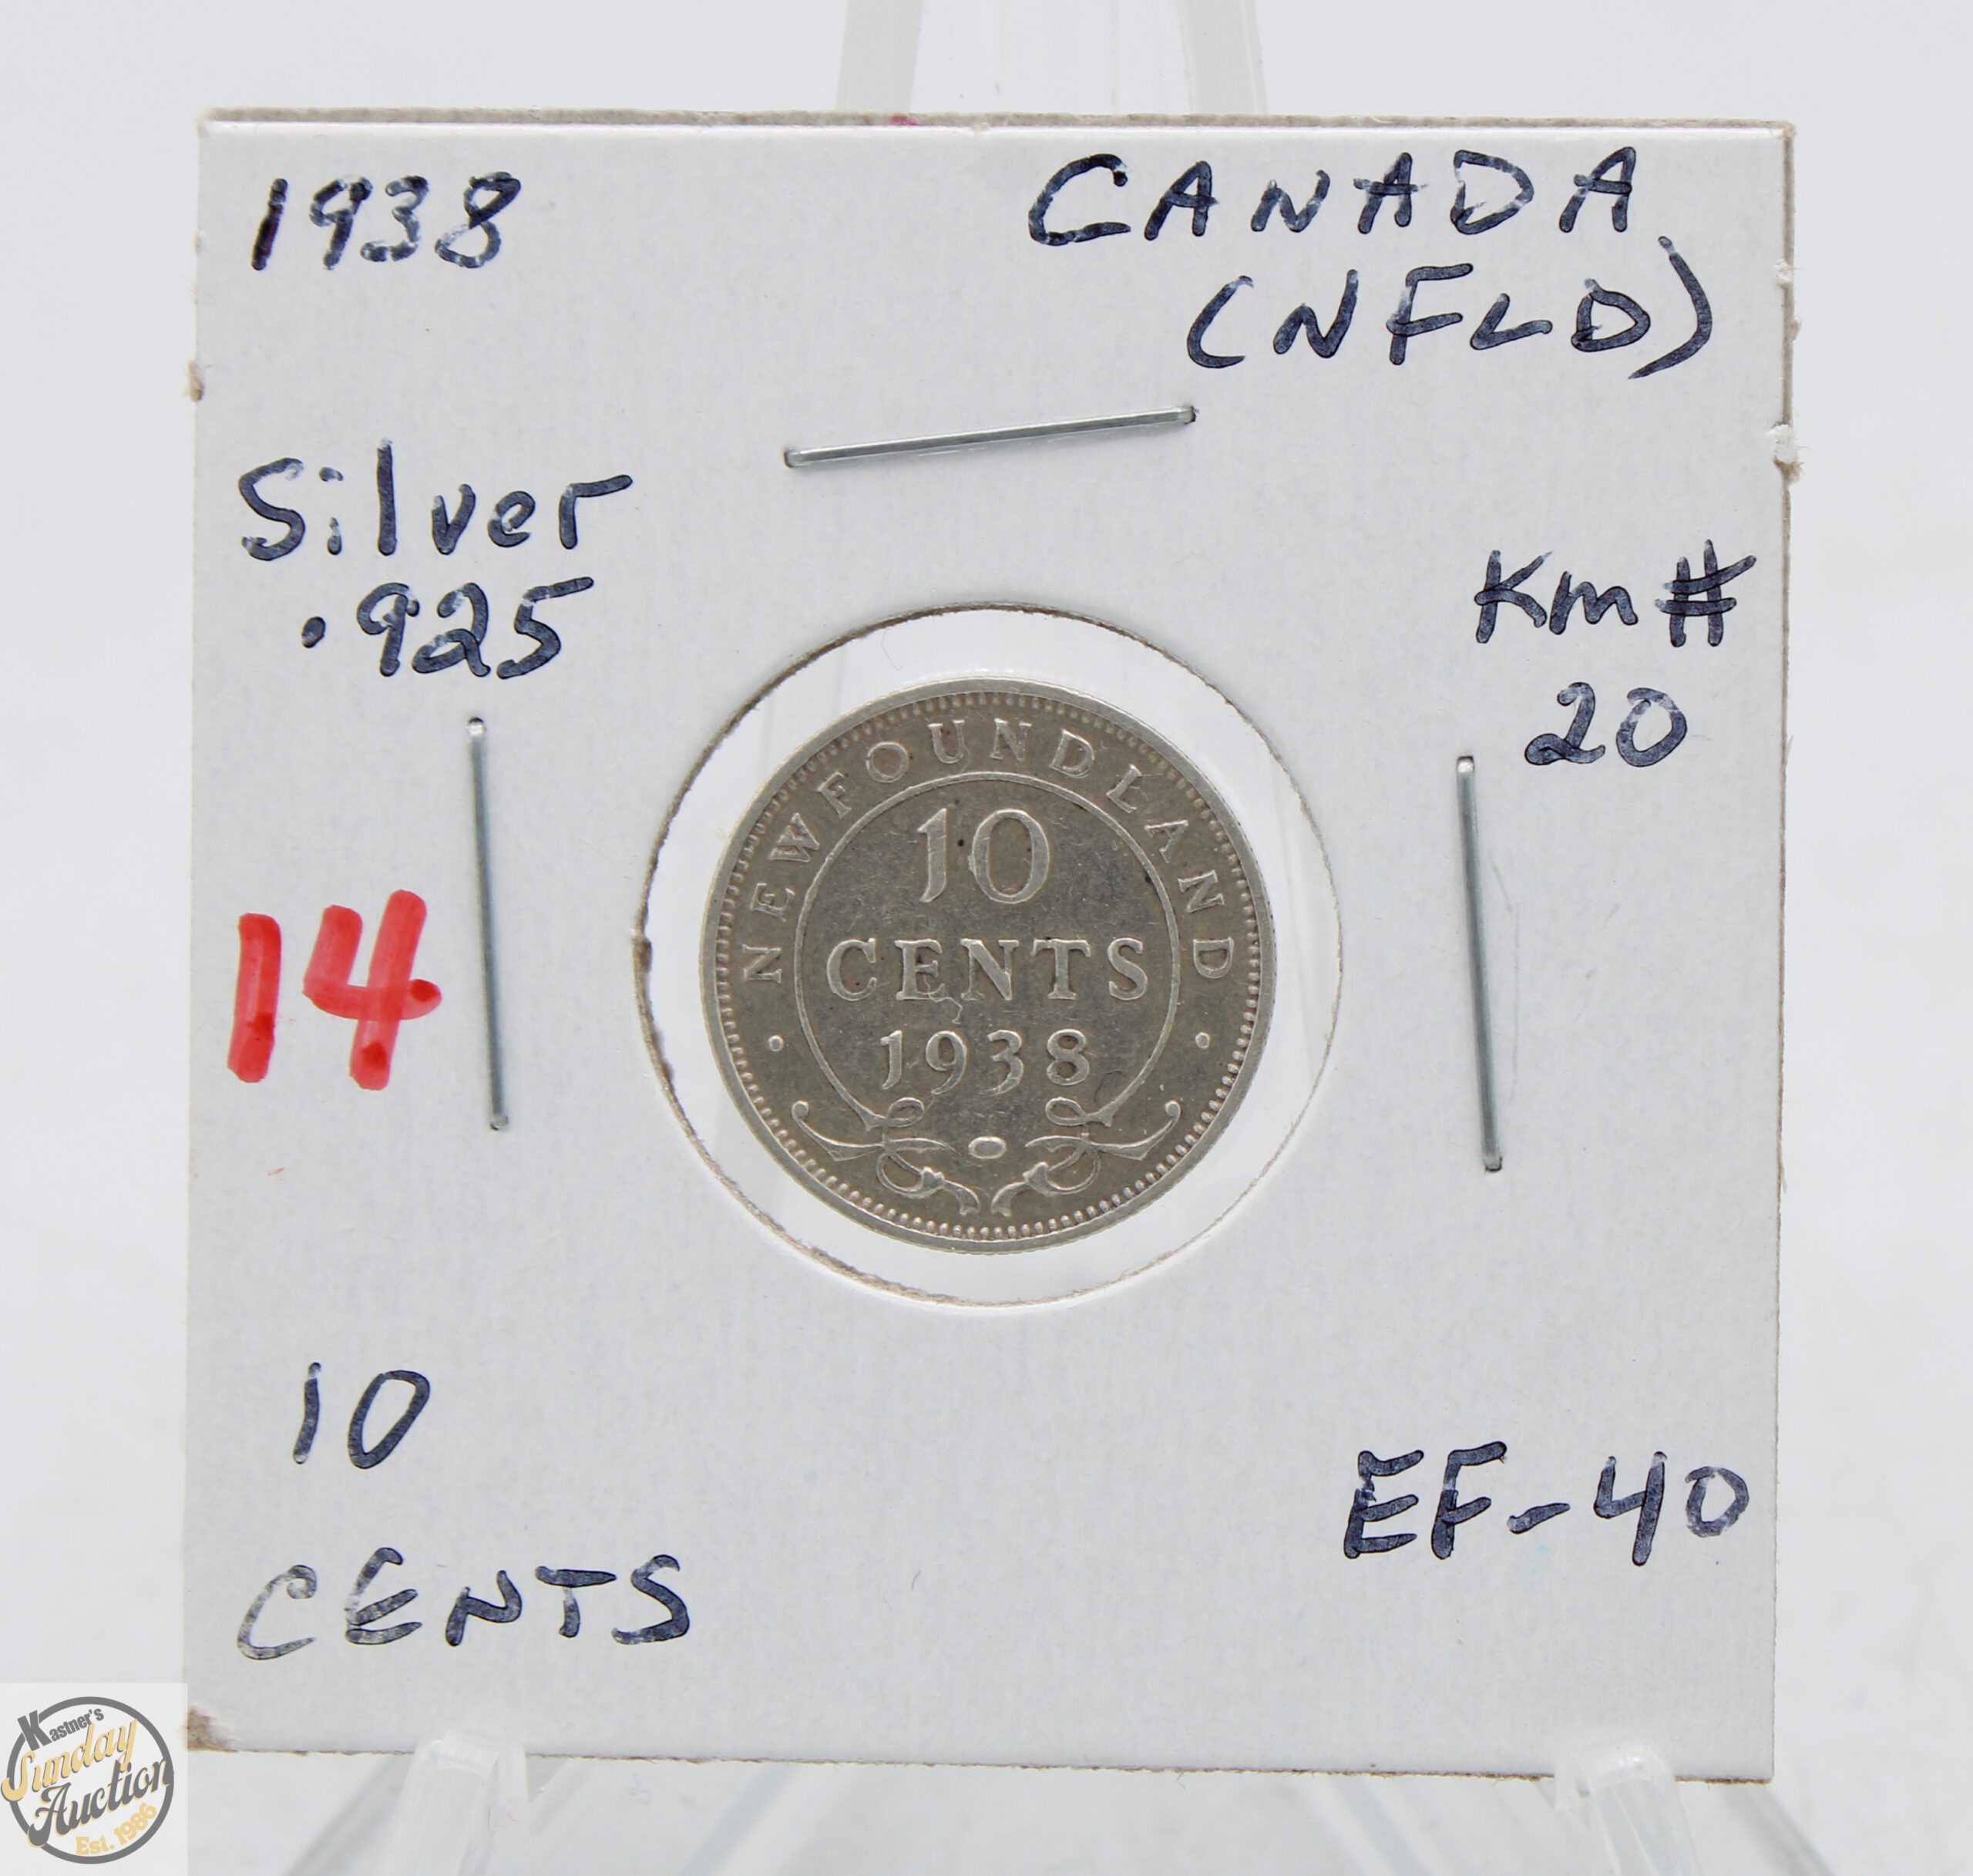 1938
CANADA
(NFLD)
Silver
.925
Km#
20
NEWFOUNDLAND
10
CENTS
1938
14
10
CENTS
EF-40
Kastner's
Sunday
Auction
Est. 1986